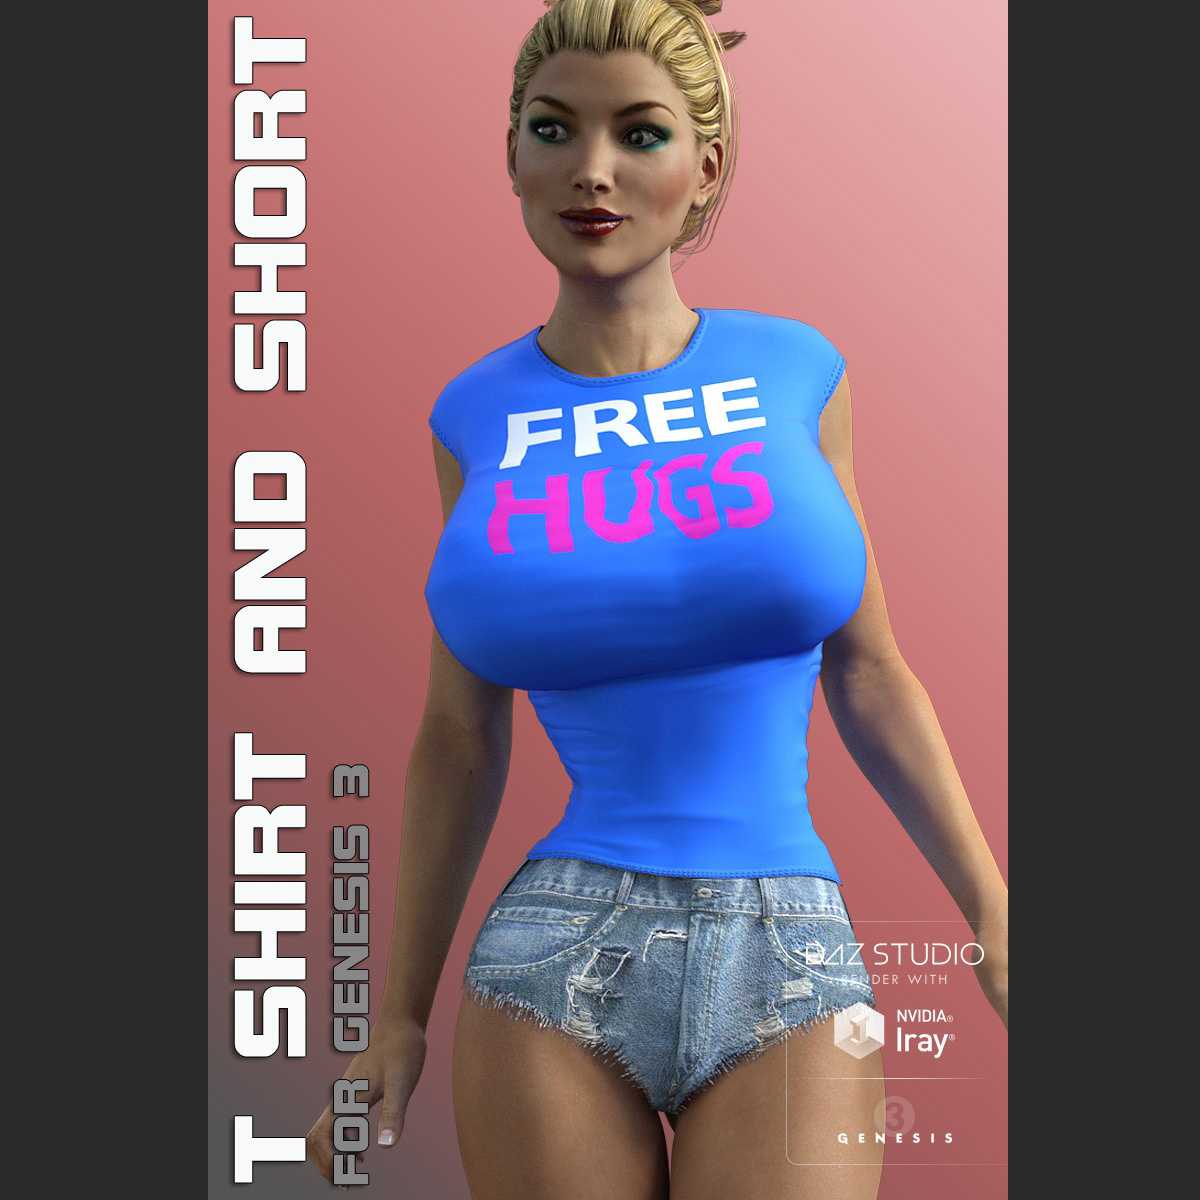 T SHIRT AND SHORT
FOR GENESIS 3
FREE
HUGS
DAZ STUDIO
RENDER WITH
NVIDIA®
Iray®
3
GENESIS